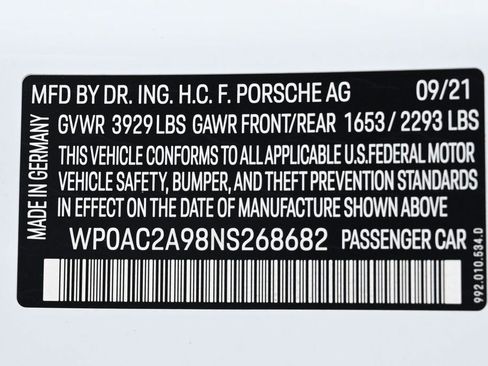 MFD BY DR. ING. H.C. F. PORSCHE AG 09/21
GVWR 3929 LBS GAWR FRONT/REAR 1653 / 2293 LBS
THIS VEHICLE CONFORMS TO ALL APPLICABLE U.S.FEDERAL MOTOR
VEHICLE SAFETY, BUMPER, AND THEFT PREVENTION STANDARDS
IN EFFECT ON THE DATE OF MANUFACTURE SHOWN ABOVE
WP0AC2A98NS268682 PASSENGER CAR
MADE IN GERMANY
992.010.534.D